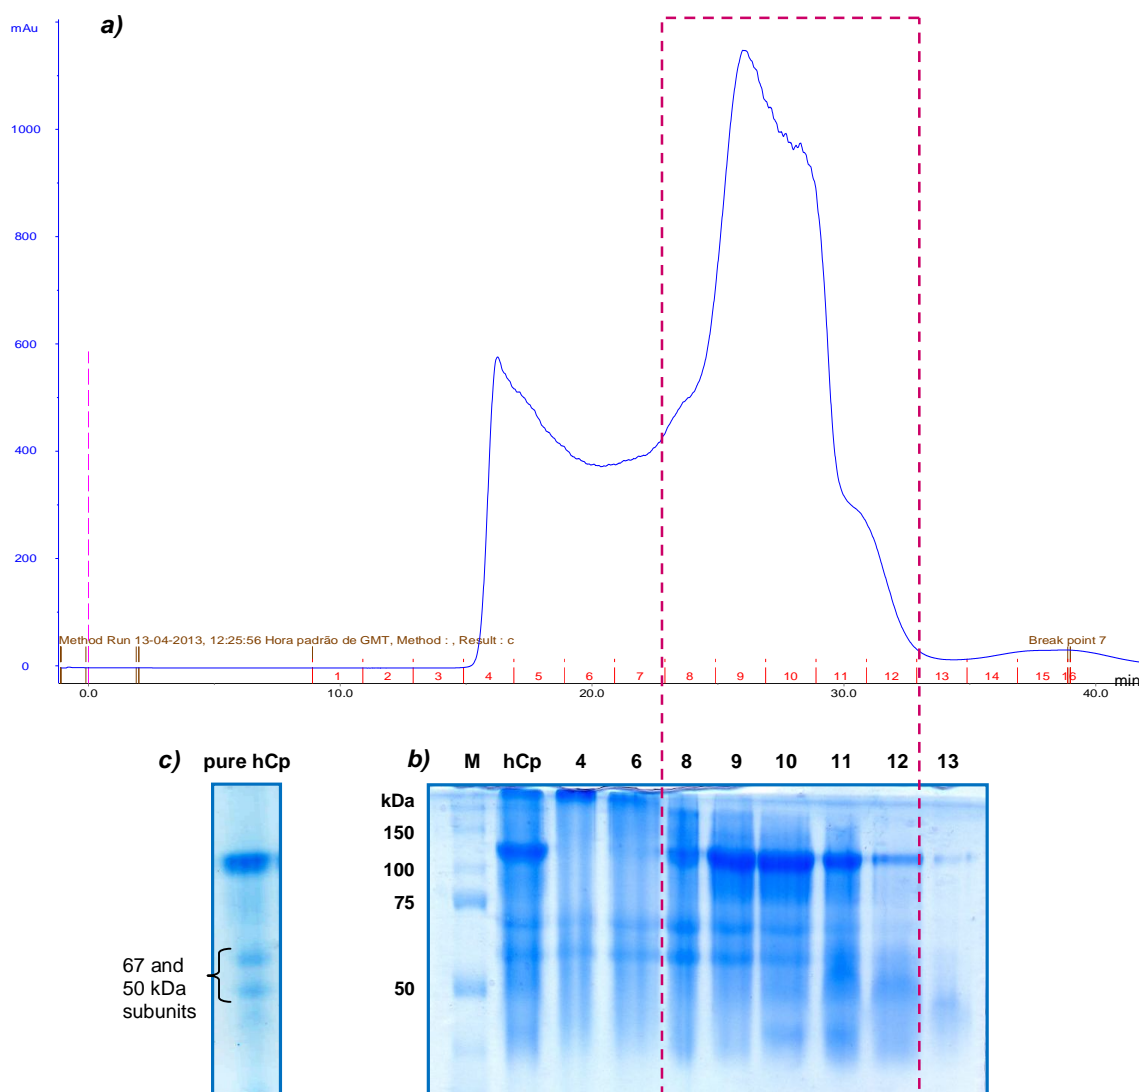 a)
mAu
1000
800
600
400
200
0
Method Run 13-04-2013, 12:25:56 Hora padrão de GMT, Method : , Result : c
Break point 7
1 2 3 4 5 6 7 8 9 10 11 12 13 14 15 16
0.0 10.0 20.0 30.0 40.0 min
c) pure hCp
67 and
50 kDa
subunits
b) M hCp 4 6 8 9 10 11 12 13
kDa
150
100
75
50